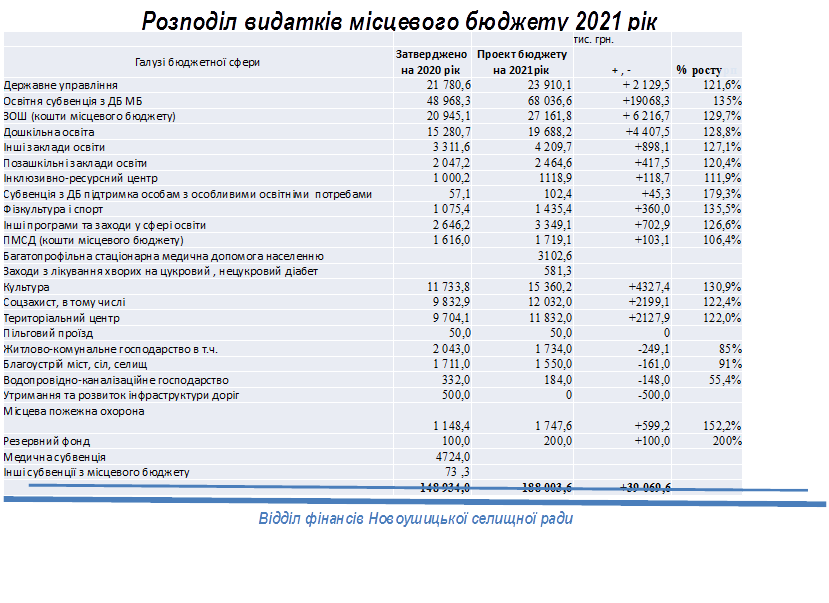 Розподіл видатків місцевого бюджету 2021 рік
тис. грн.
Галузі бюджетної сфери Затверджено на 2020 рік Проект бюджету на 2021рік + , - % росту
Державне управління 21 780,6 23 910,1 + 2 129,5 121,6%
Освітня субвенція з ДБ МБ 48 968,3 68 036,6 +19068,3 135%
ЗОШ (кошти місцевого бюджету) 20 945,1 27 161,8 + 6 216,7 129,7%
Дошкільна освіта 15 280,7 19 688,2 +4 407,5 128,8%
Інші заклади освіти 3 311,6 4 209,7 +898,1 127,1%
Позашкільні заклади освіти 2 047,2 2 464,6 +417,5 120,4%
Інклюзивно-ресурсний центр 1 000,2 1118,9 +118,7 111,9%
Субвенція з ДБ підтримка особам з особливими освітніми потребами 57,1 102,4 +45,3 179,3%
Фізкультура і спорт 1 075,4 1 435,4 +360,0 135,5%
Інші програми та заходи у сфері освіти 2 646,2 3 349,1 +702,9 126,6%
ПМСД (кошти місцевого бюджету) 1 616,0 1 719,1 +103,1 106,4%
Багатопрофільна стаціонарна медична допомога населенню 3102,6
Заходи з лікування хворих на цукровий , нецукровий діабет 581,3
Культура 11 733,8 15 360,2 +4327,4 130,9%
Соцзахист, в тому числі 9 832,9 12 032,0 +2199,1 122,4%
Територіальний центр 9 704,1 11 832,0 +2127,9 122,0%
Пільговий проїзд 50,0 50,0 0
Житлово-комунальне господарство в т.ч. 2 043,0 1 734,0 -249,1 85%
Благоустрій міст, сіл, селищ 1 711,0 1 550,0 -161,0 91%
Водопровідно-каналізаційне господарство 332,0 184,0 -148,0 55,4%
Утримання та розвиток інфраструктури доріг 500,0 0 -500,0
Місцева пожежна охорона 1 148,4 1 747,6 +599,2 152,2%
Резервний фонд 100,0 200,0 +100,0 200%
Медична субвенція 4724,0
Інші субвенції з місцевого бюджету 73 ,3
148 934,0 188 003,6 +39 069,6
Відділ фінансів Новоушицької селищної ради